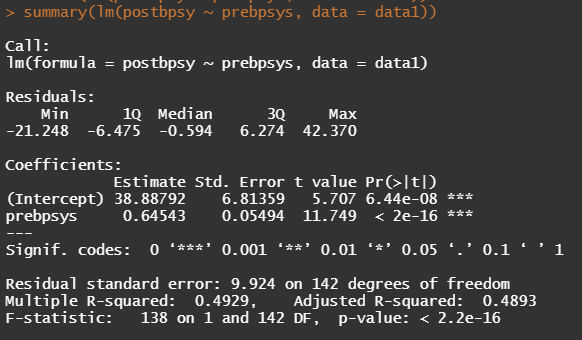 > summary(lm(postbpsy ~ prebpsys, data = data1))
Call:
lm(formula = postbpsy ~ prebpsys, data = data1)
Residuals:
    Min      1Q  Median      3Q     Max
-21.248  -6.475  -0.594   6.274  42.370
Coefficients:
            Estimate Std. Error t value Pr(>|t|)
(Intercept) 38.88792    6.81359   5.707 6.44e-08 ***
prebpsys     0.64543    0.05494  11.749  < 2e-16 ***
---
Signif. codes:  0 ‘***’ 0.001 ‘**’ 0.01 ‘*’ 0.05 ‘.’ 0.1 ‘ ’ 1
Residual standard error: 9.924 on 142 degrees of freedom
Multiple R-squared:  0.4929,    Adjusted R-squared:  0.4893
F-statistic:   138 on 1 and 142 DF,  p-value: < 2.2e-16